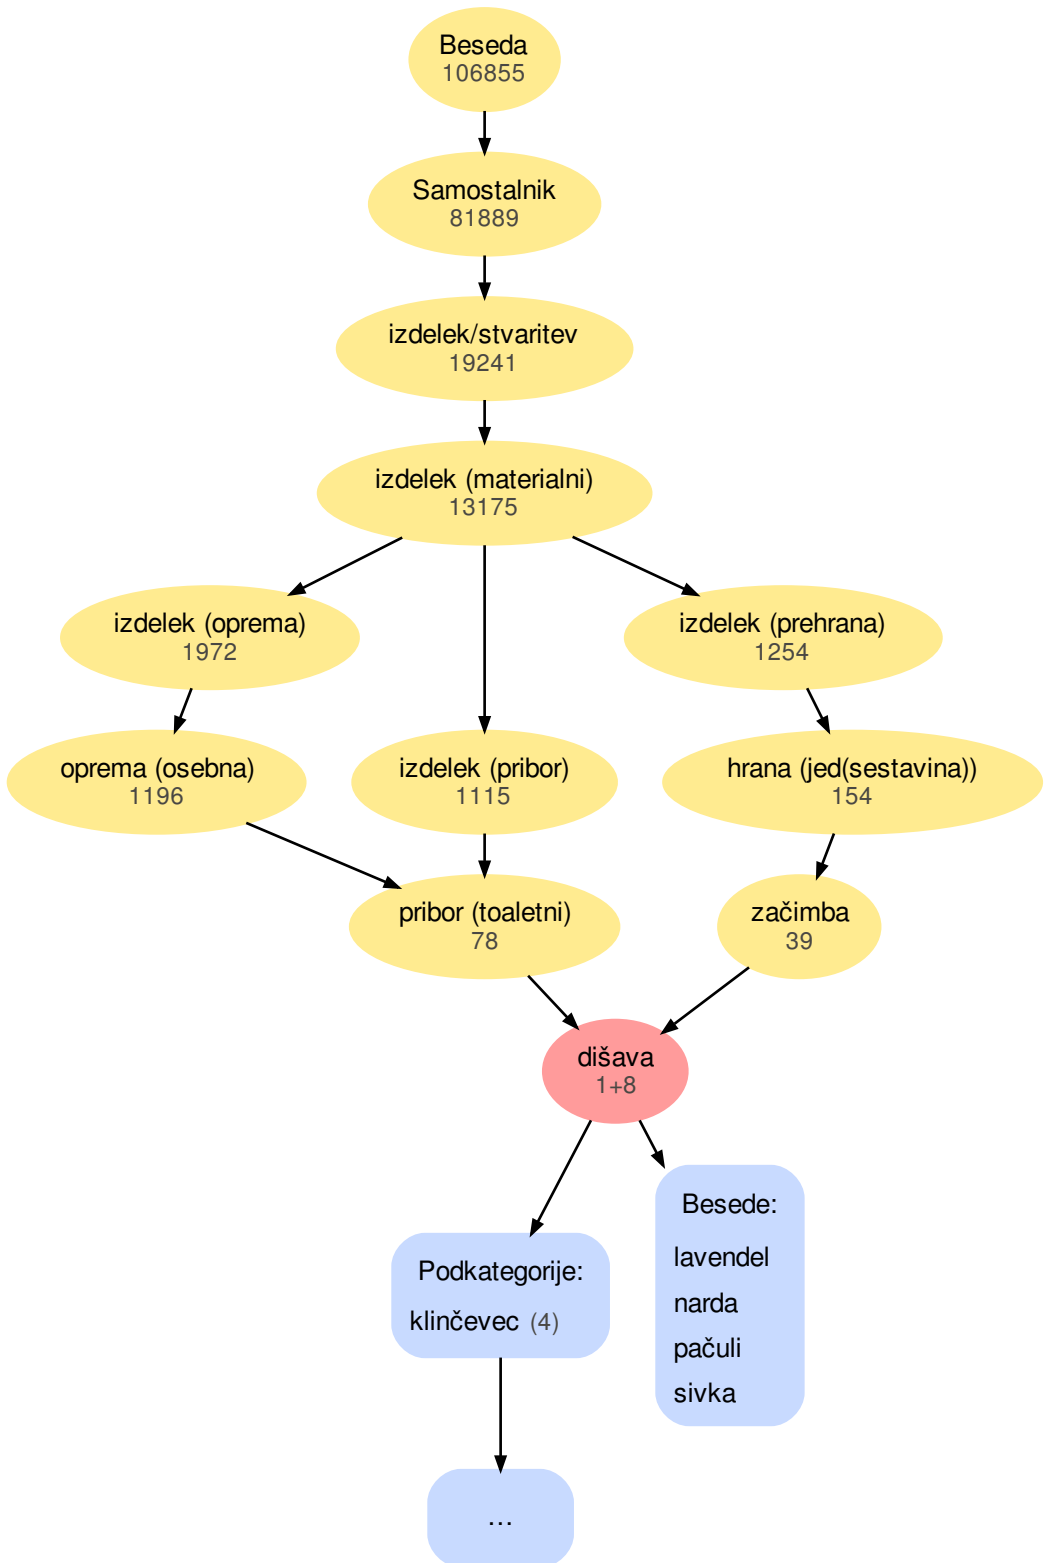 Beseda
106855
Samostalnik
81889
izdelek/stvaritev
19241
izdelek (materialni)
13175
izdelek (oprema)
1972
izdelek (prehrana)
1254
oprema (osebna)
1196
izdelek (pribor)
1115
hrana (jed(sestavina))
154
pribor (toaletni)
78
začimba
39
dišava
1+8
Podkategorije:
klinčevec (4)
Besede:
lavendel
narda
pačuli
sivka
...